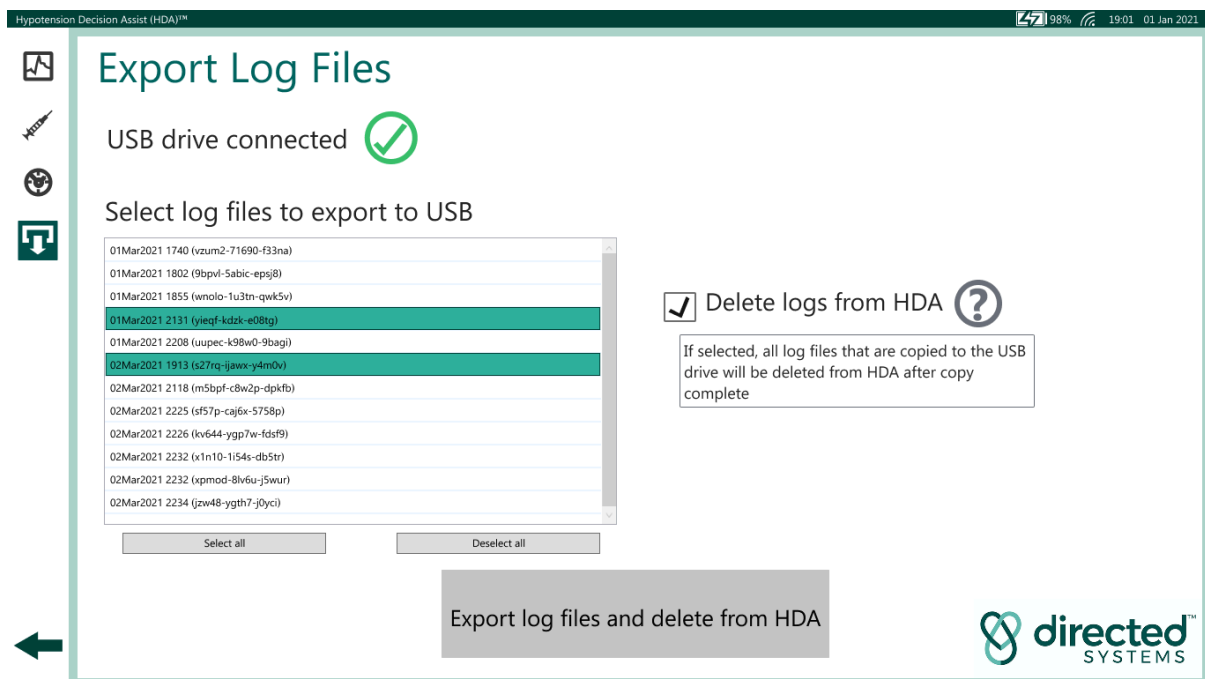 Hypotension Decision Assist (HDA)™
98% 19:01 01 Jan 2021
Export Log Files
USB drive connected
Select log files to export to USB
01Mar2021 1740 (vzum2-71690-f33na)
01Mar2021 1802 (9bpvl-5abic-epsj8)
01Mar2021 1855 (wnolo-1u3tn-qwk5v)
01Mar2021 2131 (yieqf-kdzk-e08tg)
01Mar2021 2208 (uupec-k98w0-9bagi)
02Mar2021 1913 (s27rq-ijawx-y4m0v)
02Mar2021 2118 (m5bpf-c8w2p-dpkfb)
02Mar2021 2225 (sf57p-caj6x-5758p)
02Mar2021 2226 (kv644-ygp7w-fdsf9)
02Mar2021 2232 (x1n10-1i54s-db5tr)
02Mar2021 2232 (xpmod-8lv6u-j5wur)
02Mar2021 2234 (jzw48-ygth7-j0yci)
Select all
Deselect all
Delete logs from HDA ?
If selected, all log files that are copied to the USB
drive will be deleted from HDA after copy
complete
Export log files and delete from HDA
directed™
SYSTEMS